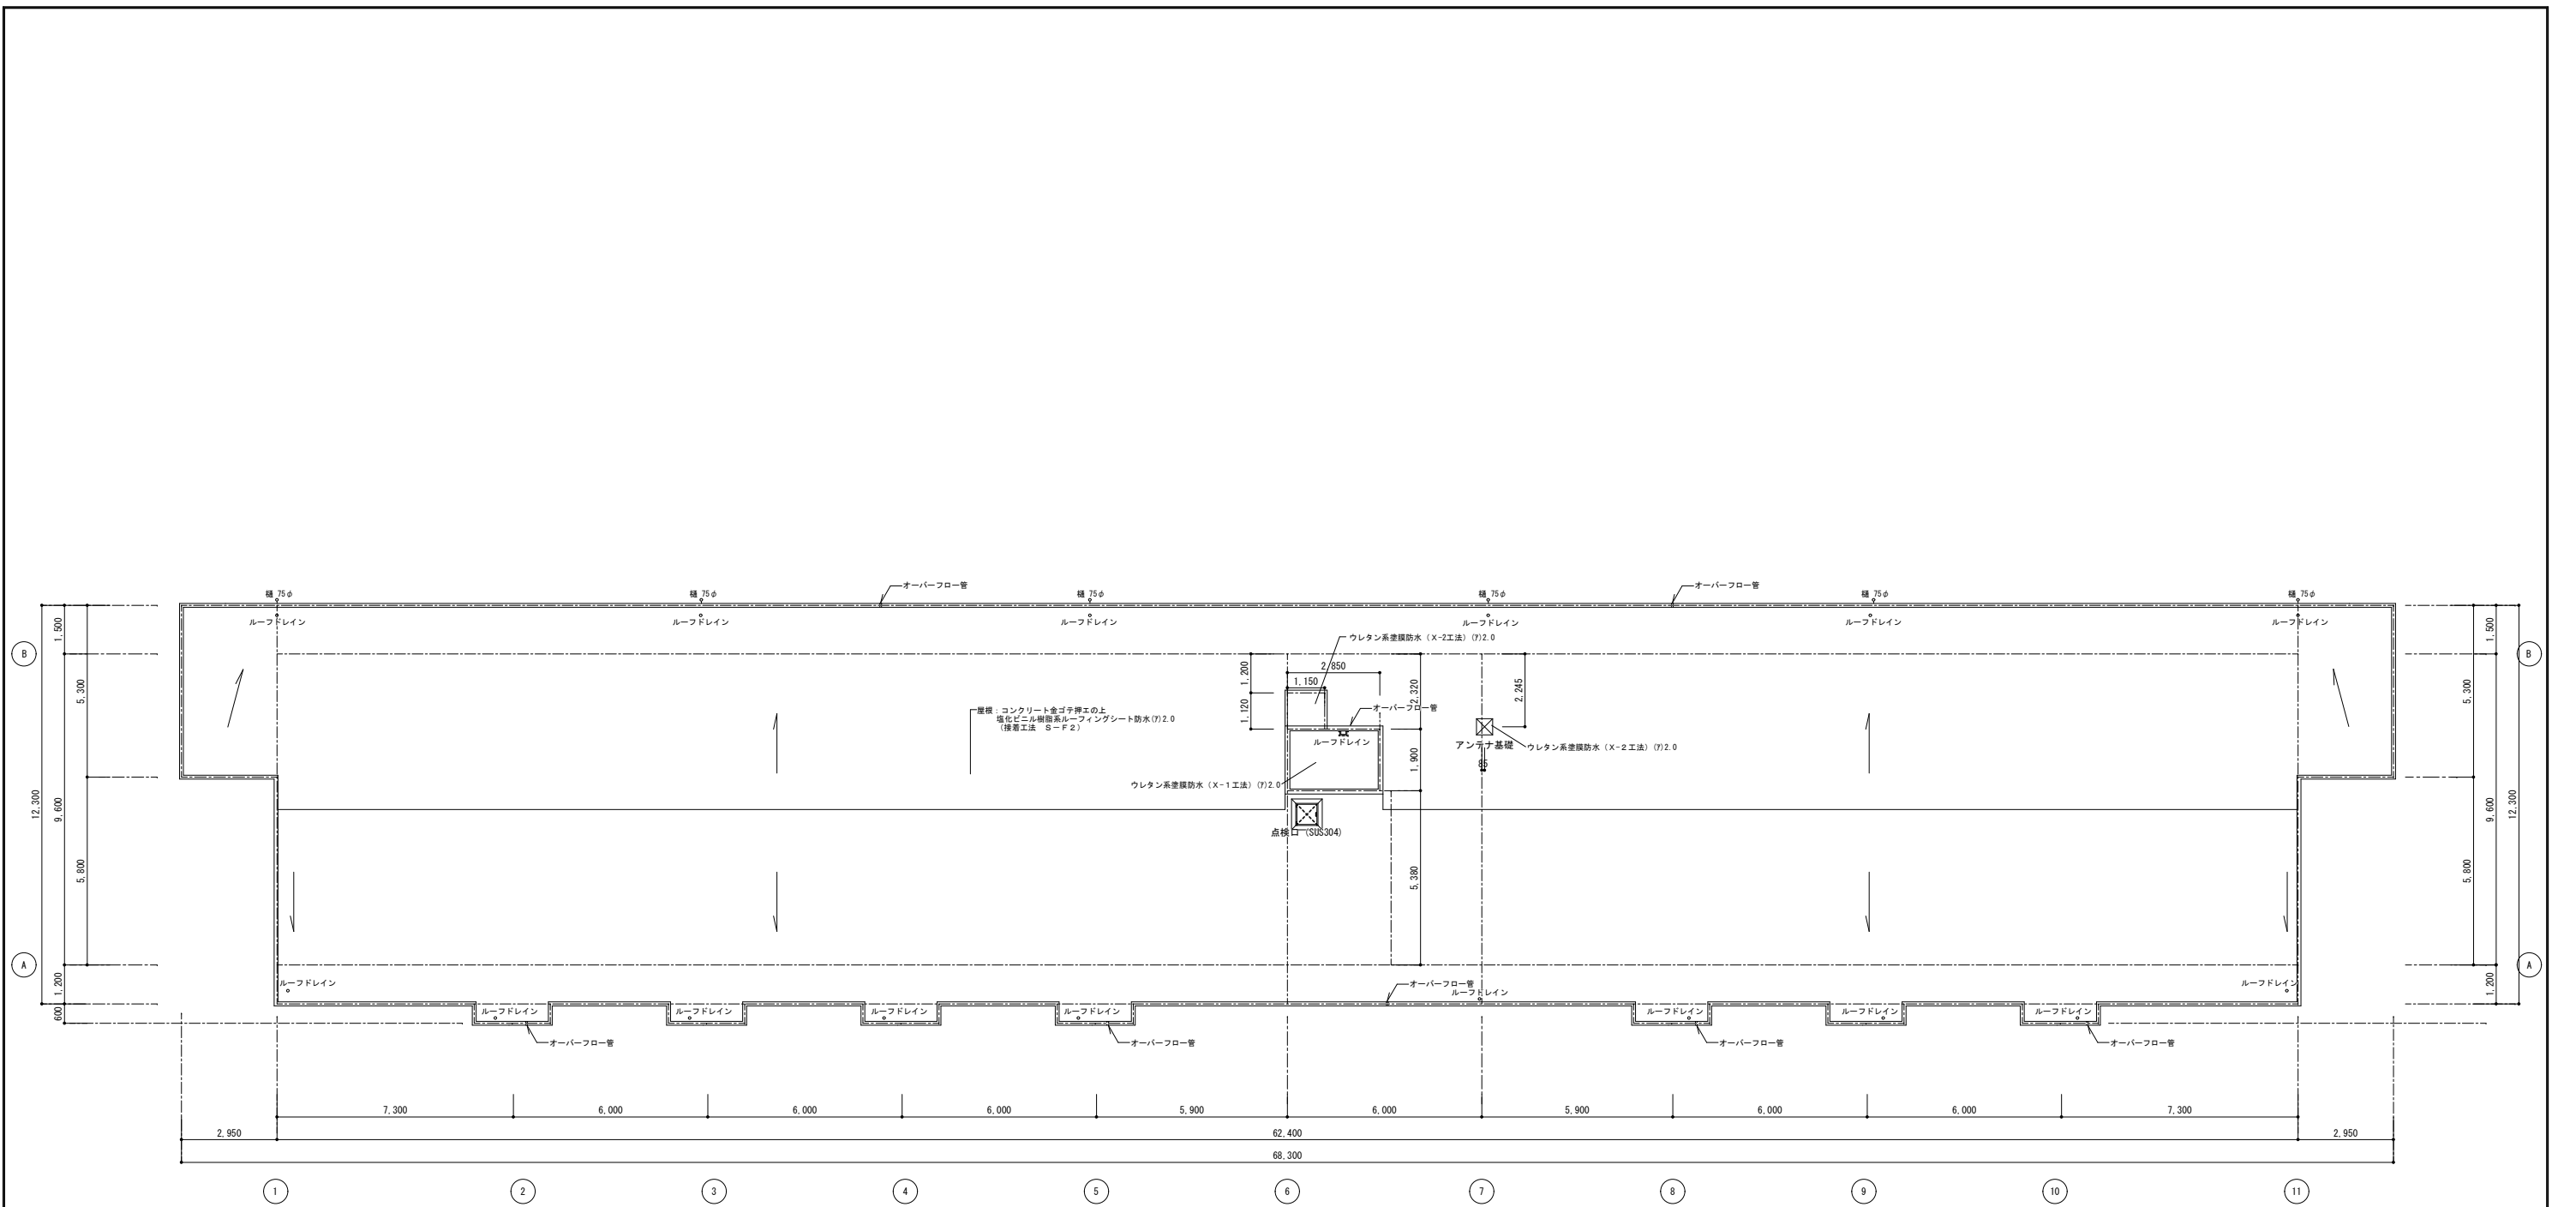 オーバーフロー管
オーバーフロー管
樋 75φ
樋 75φ
樋 75φ
樋 75φ
樋 75φ
樋 75φ
ルーフドレイン
ルーフドレイン
ルーフドレイン
ルーフドレイン
ルーフドレイン
ルーフドレイン
1,500
1,500
ウレタン系塗膜防水（X-2工法）(ｱ)2.0
B
B
1,200
2,850
1,150
2,320
2,245
5,300
5,300
屋根：コンクリート金ゴテ押エの上
塩化ビニル樹脂系ルーフィングシート防水(ｱ)2.0
（接着工法 S－F2）
1,120
オーバーフロー管
ルーフドレイン
アンテナ基礎
ウレタン系塗膜防水（X-2工法）(ｱ)2.0
1,900
85
ウレタン系塗膜防水（X-1工法）(ｱ)2.0
12,300
9,600
9,600
12,300
点検口 (SUS304)
5,800
5,380
5,800
A
A
1,200
1,200
ルーフドレイン
オーバーフロー管
ルーフドレイン
ルーフドレイン
600
ルーフドレイン
ルーフドレイン
ルーフドレイン
ルーフドレイン
ルーフドレイン
ルーフドレイン
ルーフドレイン
オーバーフロー管
オーバーフロー管
オーバーフロー管
オーバーフロー管
7,300
6,000
6,000
6,000
5,900
6,000
5,900
6,000
6,000
7,300
2,950
62,400
2,950
68,300
1
2
3
4
5
6
7
8
9
10
11